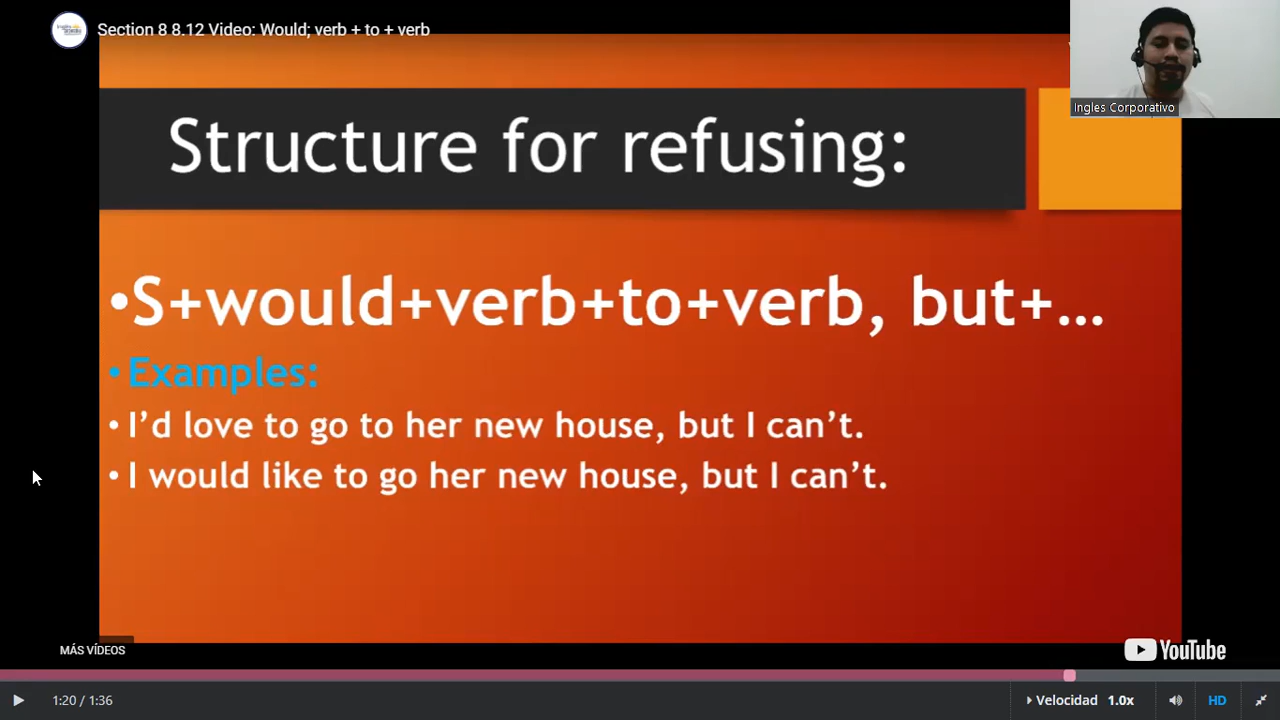 Section 8 8.12 Video: Would; verb + to + verb
Ingles Corporativo
Structure for refusing:
•S+would+verb+to+verb, but+...
• Examples:
• I’d love to go to her new house, but I can’t.
• I would like to go her new house, but I can’t.
MÁS VÍDEOS
YouTube
1:20 / 1:36
Velocidad 1.0x
HD